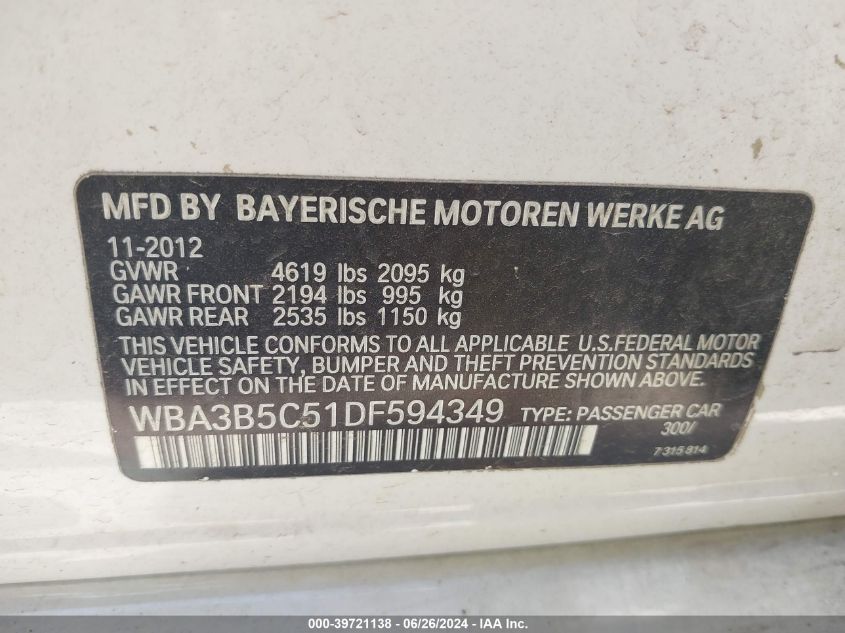 MFD BY BAYERISCHE MOTOREN WERKE AG
11-2012
GVWR 4619 lbs 2095 kg
GAWR FRONT 2194 lbs 995 kg
GAWR REAR 2535 lbs 1150 kg
THIS VEHICLE CONFORMS TO ALL APPLICABLE U.S.FEDERAL MOTOR
VEHICLE SAFETY, BUMPER AND THEFT PREVENTION STANDARDS
IN EFFECT ON THE DATE OF MANUFACTURE SHOWN ABOVE.
WBA3B5C51DF594349 TYPE: PASSENGER CAR
300/
7 315 814
000-39721138 - 06/26/2024 - IAA Inc.